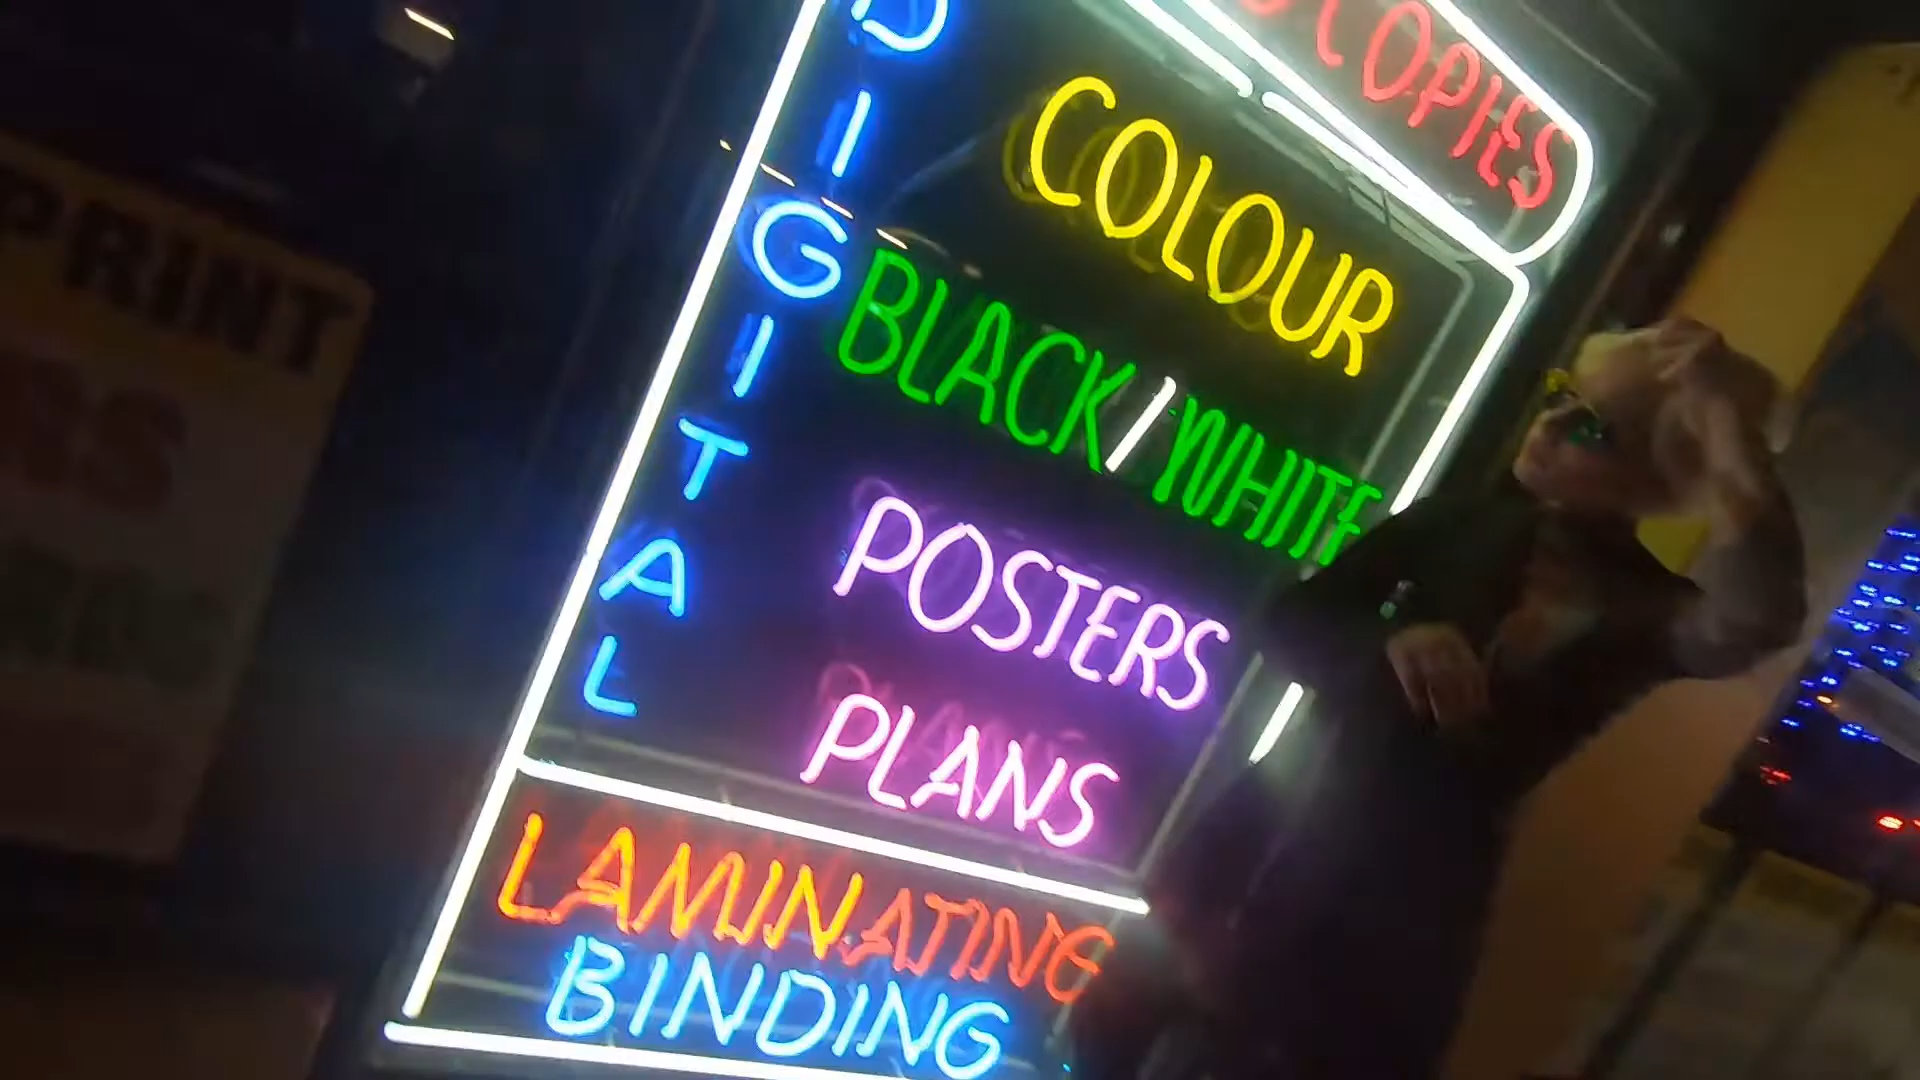 COPIES
DIGITAL
COLOUR
BLACK/WHITE
POSTERS
PLANS
LAMINATING
BINDING
PRINT